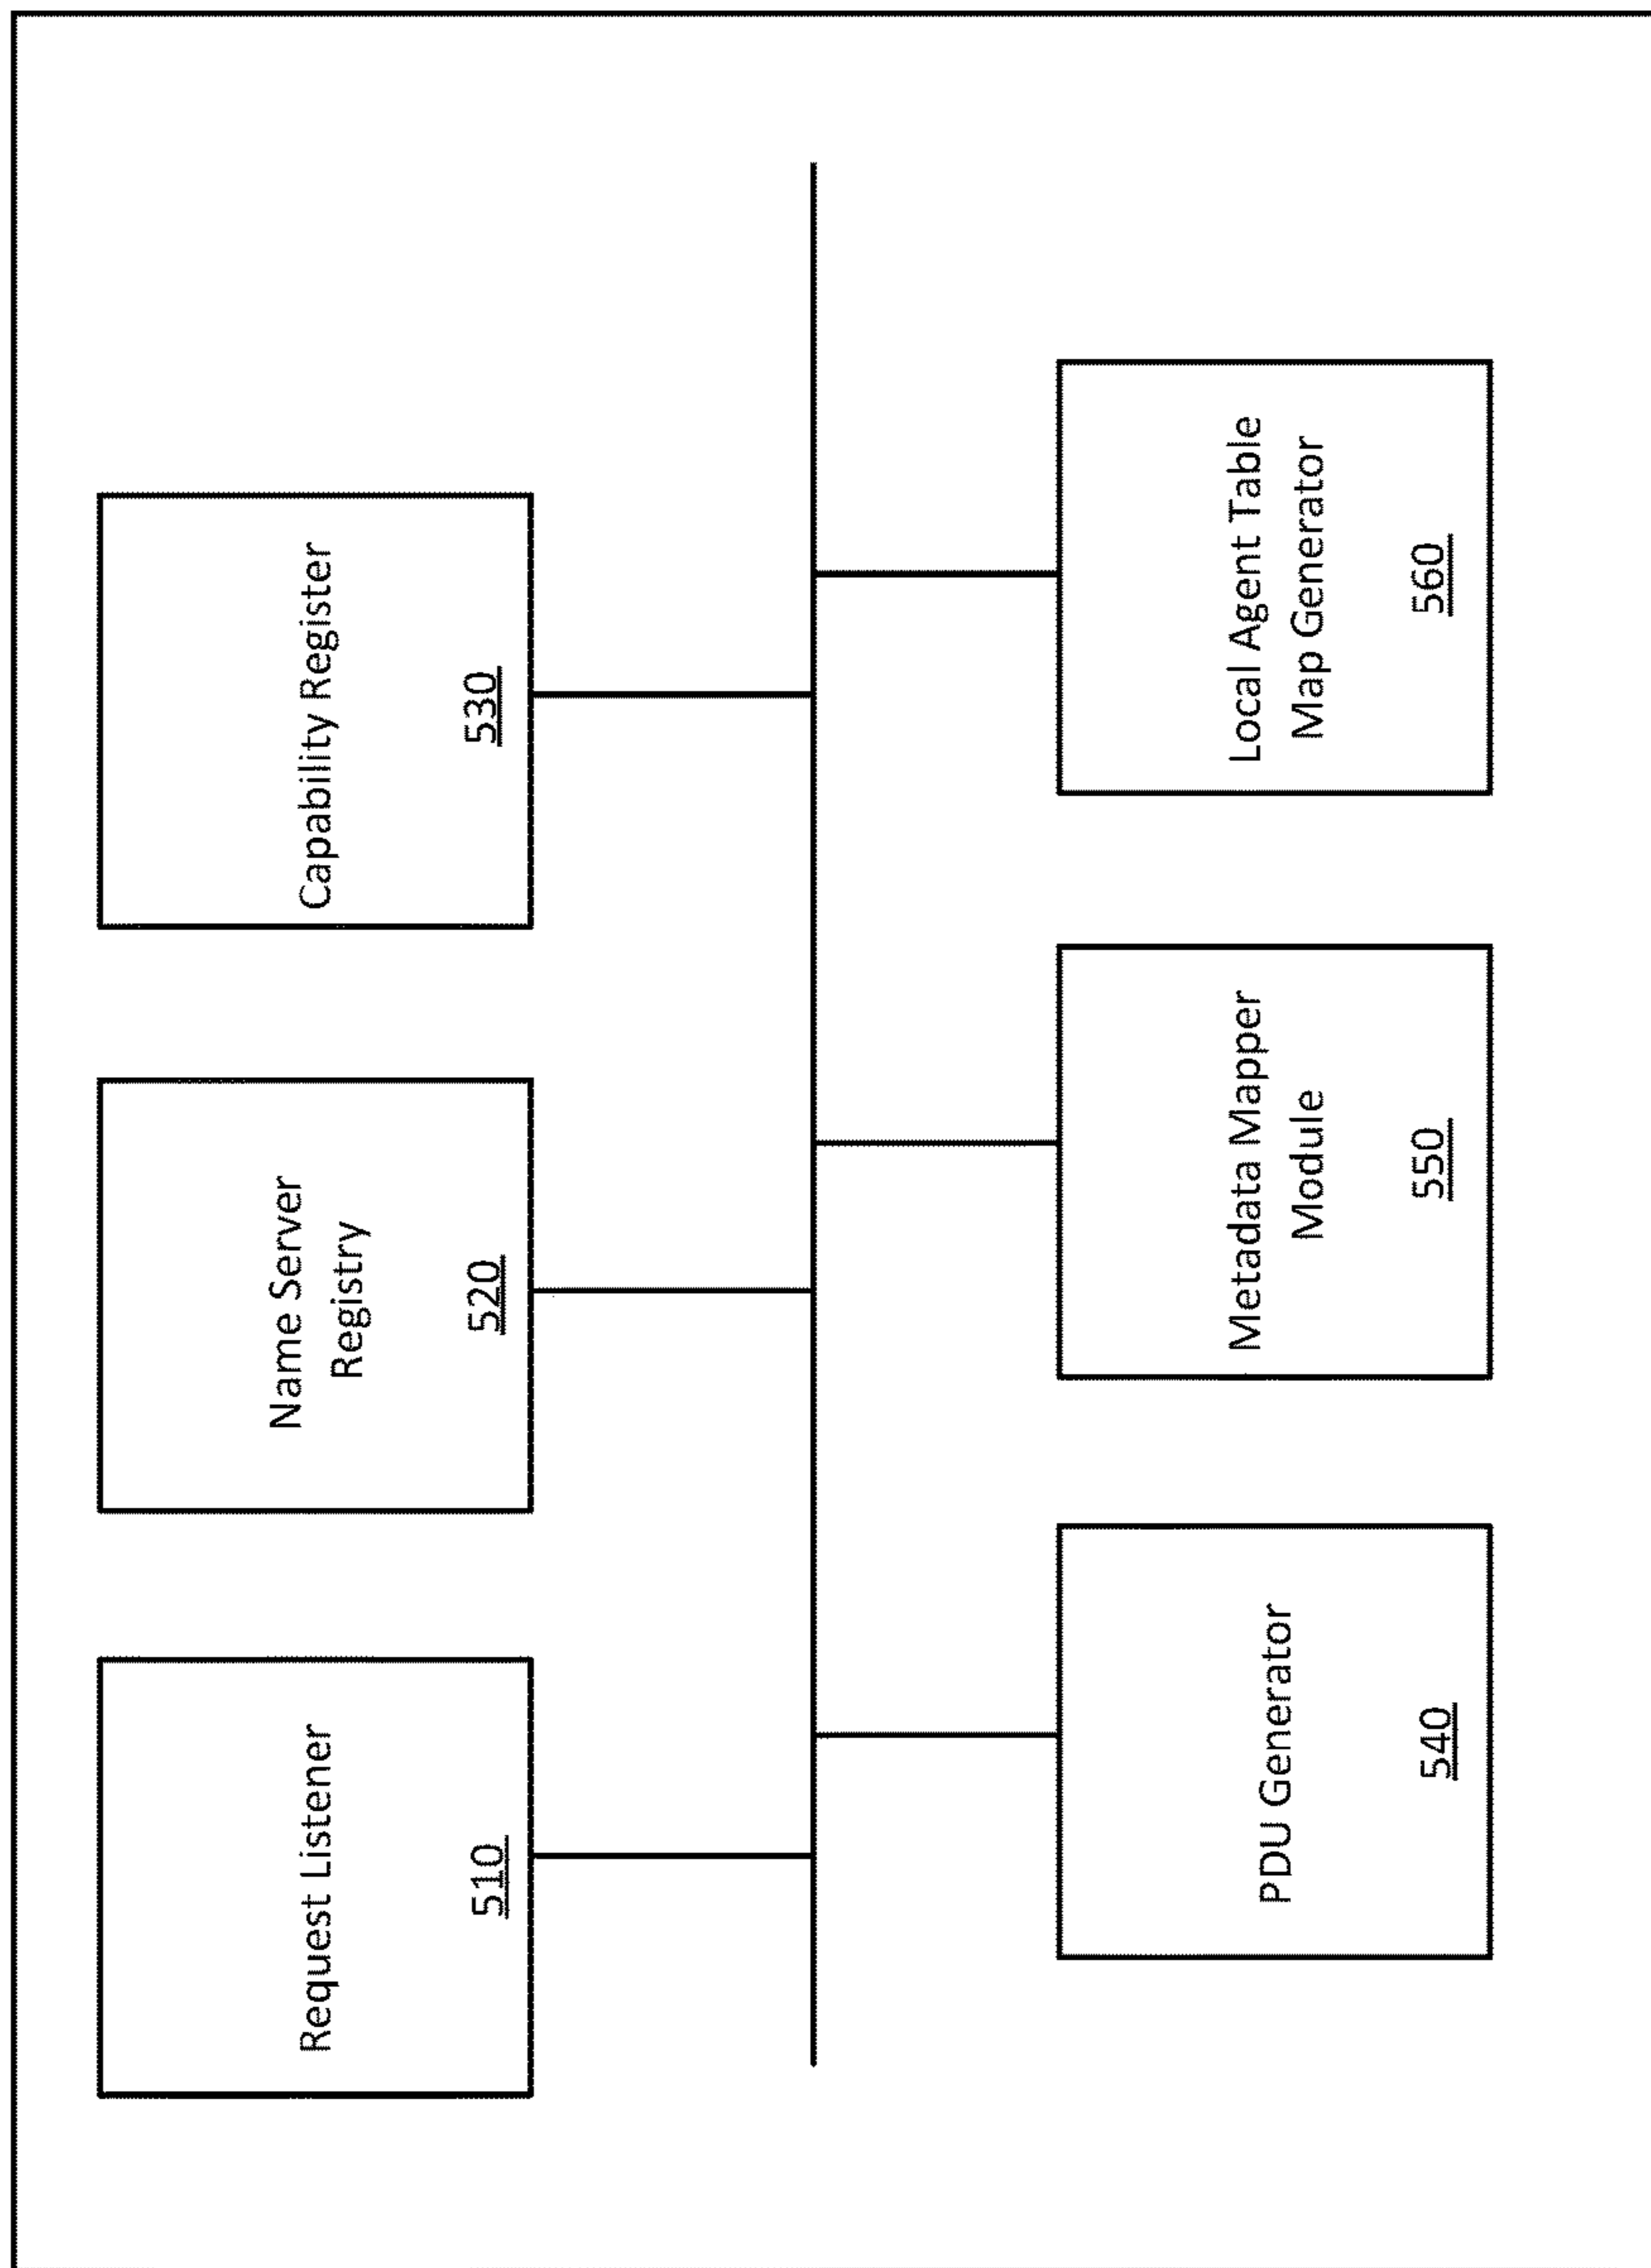 Request Listener
510
Name Server
Registry
520
Capability Register
530
PDU Generator
540
Metadata Mapper
Module
550
Local Agent Table
Map Generator
560